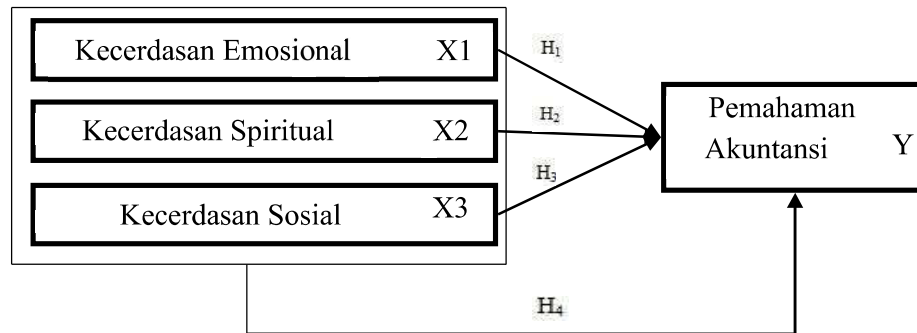 Kecerdasan Emosional X1
H1
Kecerdasan Spiritual X2
H2
Kecerdasan Sosial X3
H3
Pemahaman
Akuntansi Y
H4